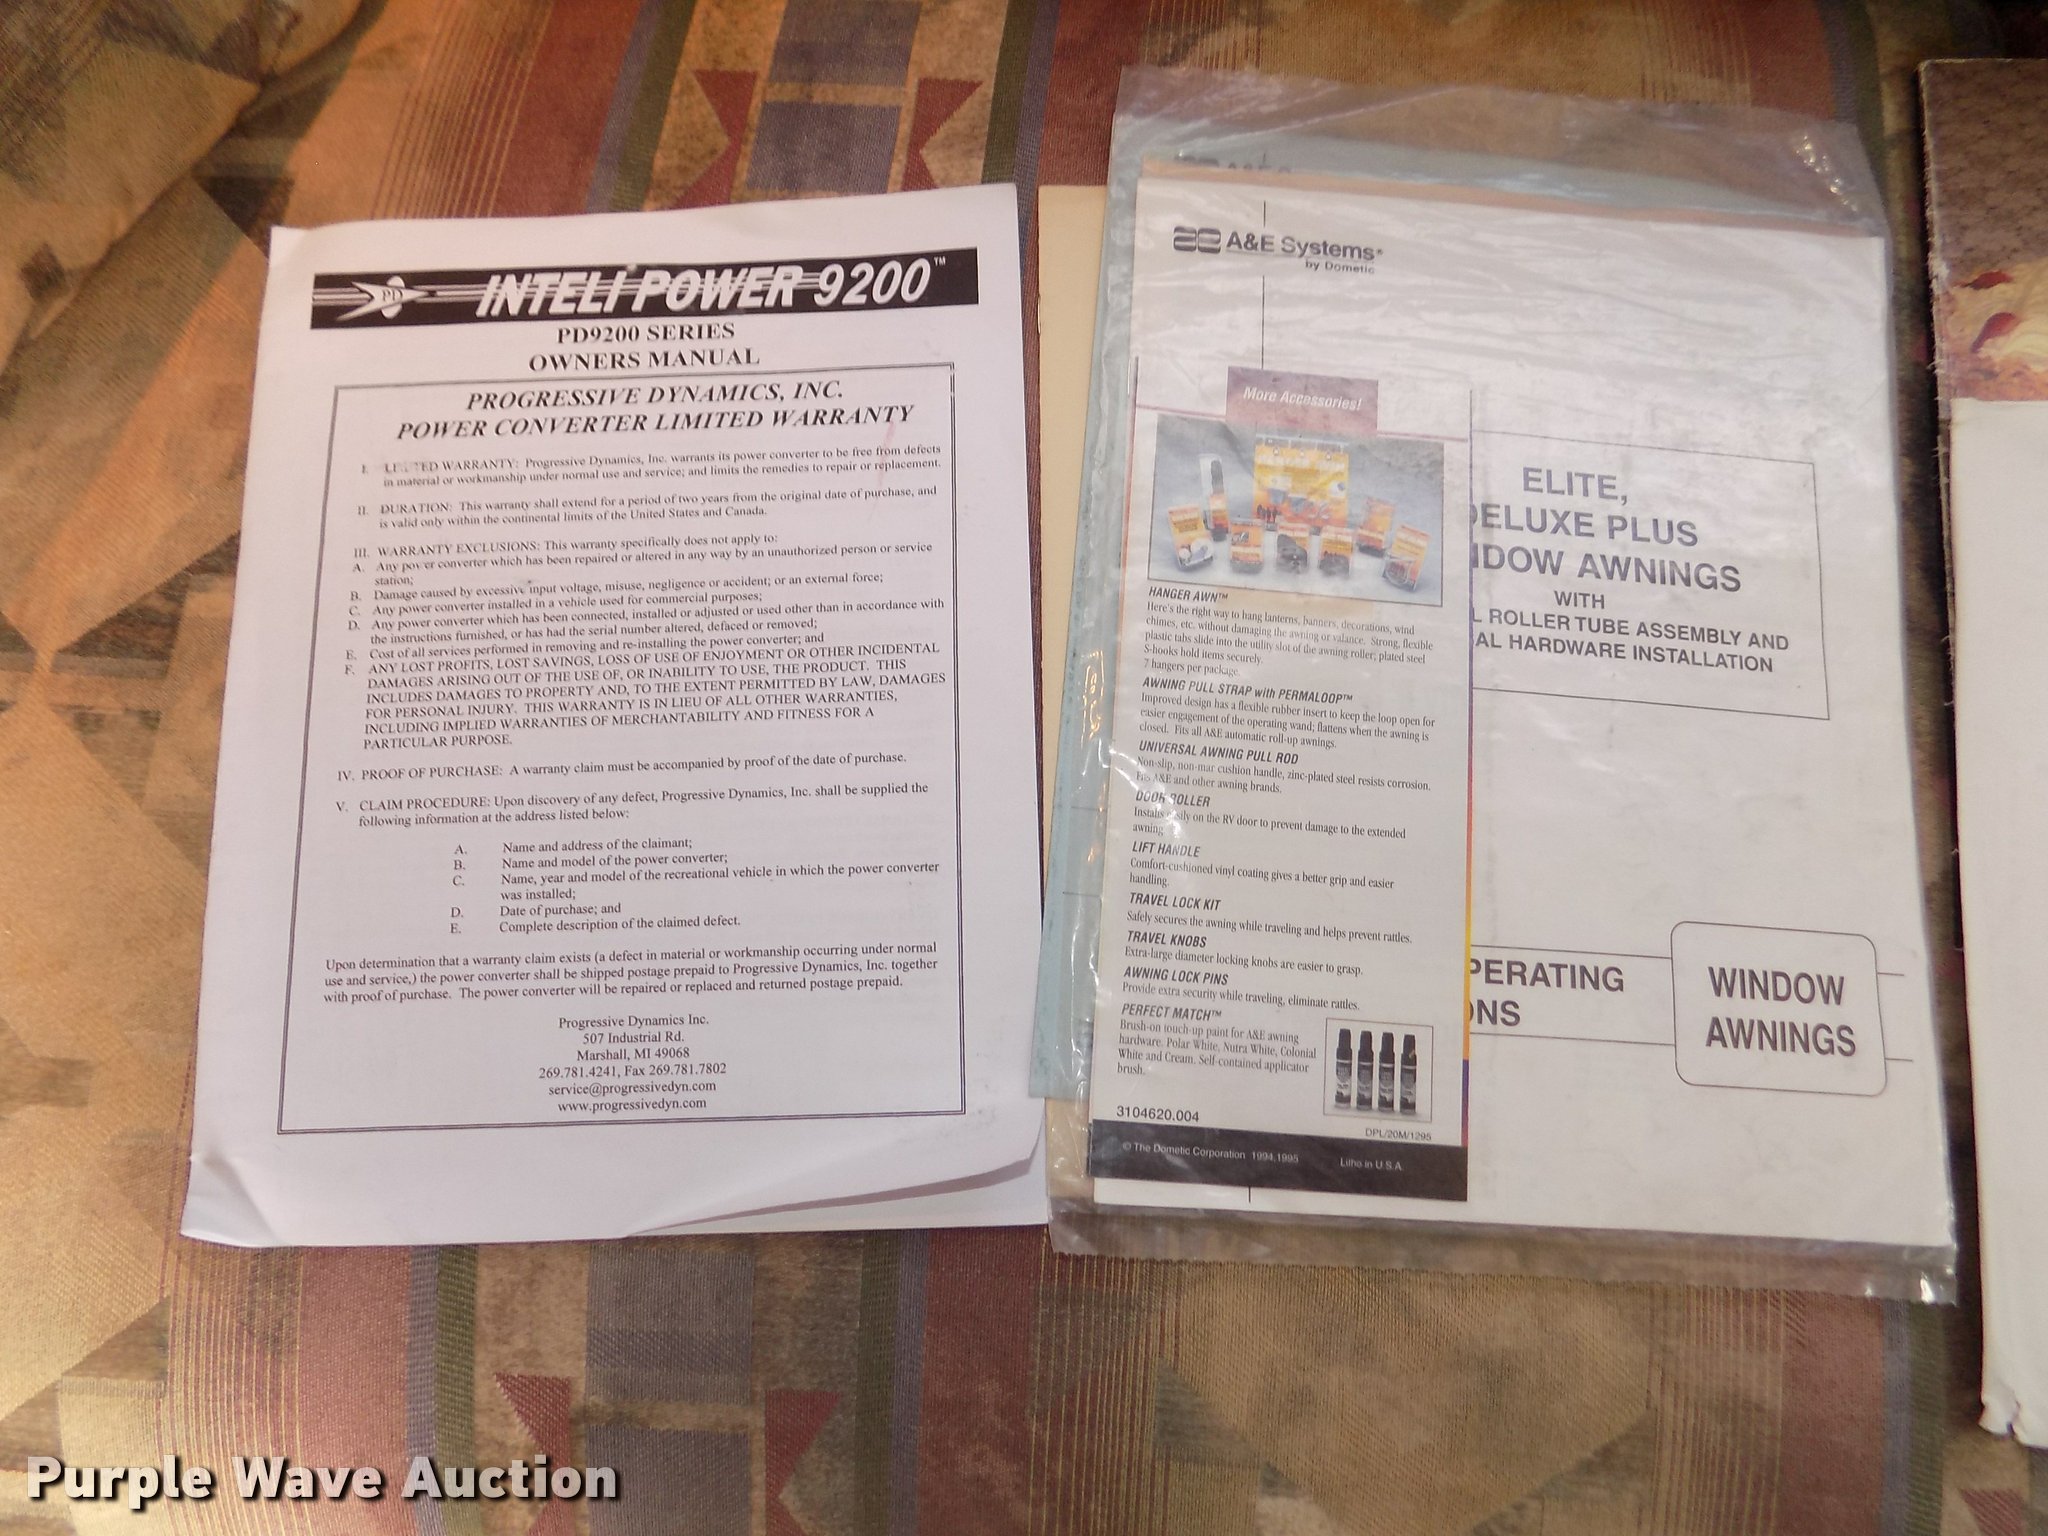 PD INTELI POWER 9200™
PD9200 SERIES
OWNERS MANUAL
PROGRESSIVE DYNAMICS, INC.
POWER CONVERTER LIMITED WARRANTY
I. WARRANTY: Progressive Dynamics, Inc. warrants its power converter to be free from defects
in material or workmanship under normal use and service; and limits the remedies to repair or replacement.
II. DURATION: This warranty shall extend for a period of two years from the original date of purchase, and
is valid only within the continental limits of the United States and Canada.
III. WARRANTY EXCLUSIONS: This warranty specifically does not apply to:
A. Any power converter which has been repaired or altered in any way by an unauthorized person or service
station;
B. Damage caused by excessive input voltage, misuse, negligence or accident; or an external force;
C. Any power converter installed in a vehicle used for commercial purposes;
D. Any power converter which has been connected, installed or adjusted or used other than in accordance with
the instructions furnished, or has had the serial number altered, defaced or removed;
E. Cost of all services performed in removing and re-installing the power converter; and
F. ANY LOST PROFITS, LOST SAVINGS, LOSS OF USE OF ENJOYMENT OR OTHER INCIDENTAL
DAMAGES ARISING OUT OF THE USE OF, OR INABILITY TO USE, THE PRODUCT. THIS
INCLUDES DAMAGES TO PROPERTY AND, TO THE EXTENT PERMITTED BY LAW, DAMAGES
FOR PERSONAL INJURY. THIS WARRANTY IS IN LIEU OF ALL OTHER WARRANTIES,
INCLUDING IMPLIED WARRANTIES OF MERCHANTABILITY AND FITNESS FOR A
PARTICULAR PURPOSE.
IV. PROOF OF PURCHASE: A warranty claim must be accompanied by proof of the date of purchase.
V. CLAIM PROCEDURE: Upon discovery of any defect, Progressive Dynamics, Inc. shall be supplied the
following information at the address listed below:
A. Name and address of the claimant;
B. Name and model of the power converter;
C. Name, year and model of the recreational vehicle in which the power converter
was installed;
D. Date of purchase; and
E. Complete description of the claimed defect.
Upon determination that a warranty claim exists (a defect in material or workmanship occurring under normal
use and service,) the power converter shall be shipped postage prepaid to Progressive Dynamics, Inc. together
with proof of purchase. The power converter will be repaired or replaced and returned postage prepaid.
Progressive Dynamics Inc.
507 Industrial Rd.
Marshall, MI 49068
269.781.4241, Fax 269.781.7802
service@progressivedyn.com
www.progressivedyn.com
A&E Systems®
by Dometic
More Accessories!
HANGER AWN™
Here's the right way to hang lanterns, banners, decorations, wind
chimes, etc. without damaging the awning or valance. Strong, flexible
plastic tabs slide into the utility slot of the awning roller; plated steel
S-hooks hold items securely.
7 hangers per package.
AWNING PULL STRAP with PERMALOOP™
Improved design has a flexible rubber insert to keep the loop open for
easier engagement of the operating wand; flattens when the awning is
closed. Fits all A&E automatic roll-up awnings.
UNIVERSAL AWNING PULL ROD
Non-slip, non-mar cushion handle, zinc-plated steel resists corrosion.
Fits A&E and other awning brands.
DOOR ROLLER
Installs easily on the RV door to prevent damage to the extended
awning.
LIFT HANDLE
Comfort-cushioned vinyl coating gives a better grip and easier
handling.
TRAVEL LOCK KIT
Safely secures the awning while traveling and helps prevent rattles.
TRAVEL KNOBS
Extra-large diameter locking knobs are easier to grasp.
AWNING LOCK PINS
Provide extra security while traveling, eliminate rattles.
PERFECT MATCH™
Brush-on touch-up paint for A&E awning
hardware. Polar White, Nutra White, Colonial
White and Cream. Self-contained applicator
brush.
3104620.004
DPL/20M/1295
© The Dometic Corporation 1994,1995 Litho in U.S.A.
ELITE,
DELUXE PLUS
NDOW AWNINGS
WITH
L ROLLER TUBE ASSEMBLY AND
AL HARDWARE INSTALLATION
PERATING
ONS
WINDOW
AWNINGS
Purple Wave Auction